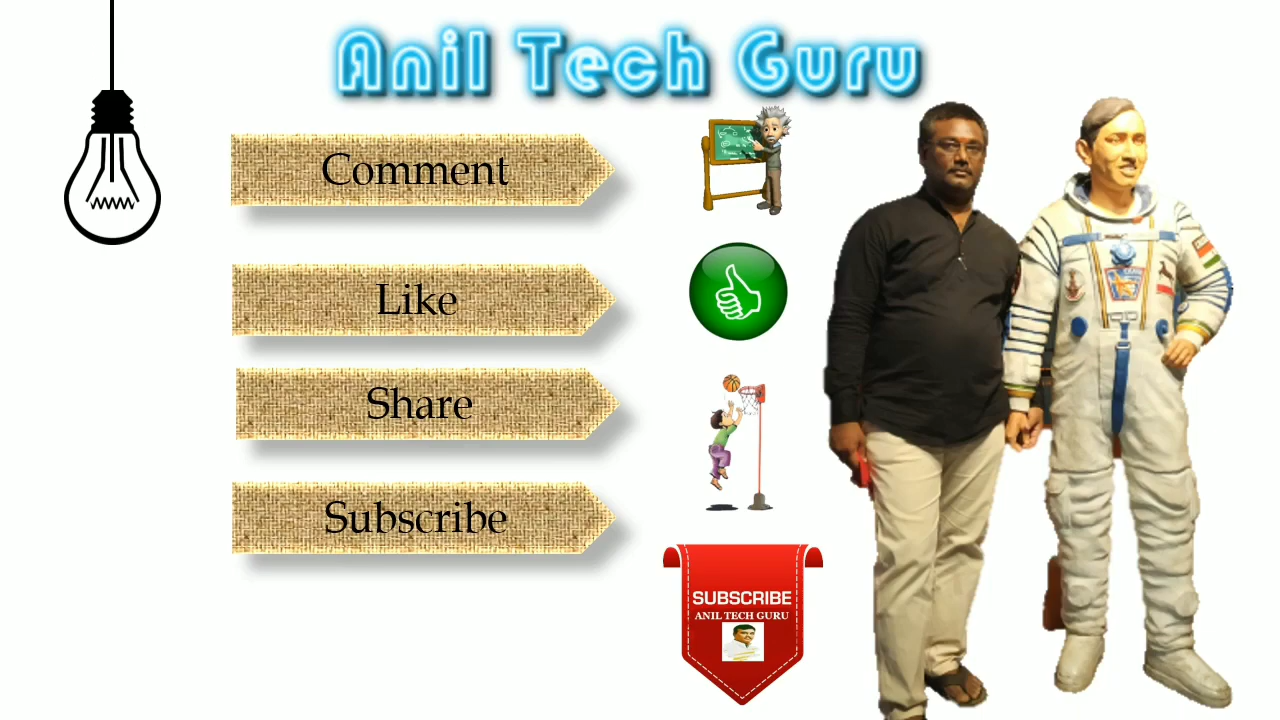 Anil Tech Guru
Comment
Like
Share
Subscribe
SUBSCRIBE
ANIL TECH GURU